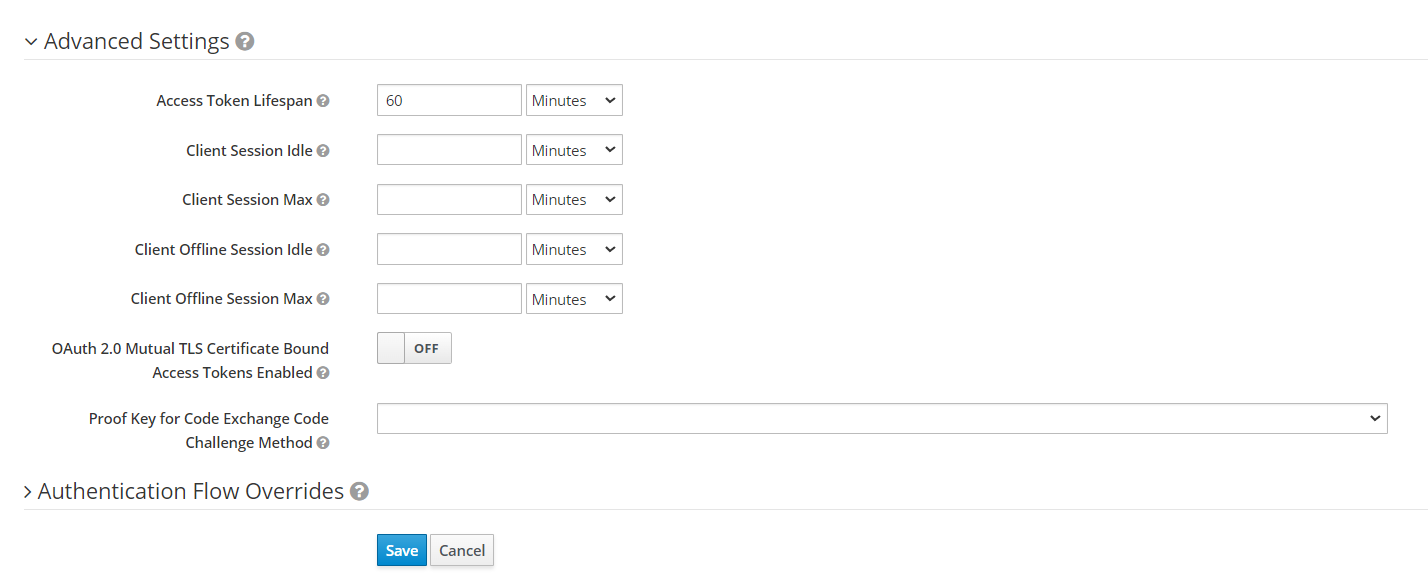 Advanced Settings
Access Token Lifespan 60 Minutes
Client Session Idle Minutes
Client Session Max Minutes
Client Offline Session Idle Minutes
Client Offline Session Max Minutes
OAuth 2.0 Mutual TLS Certificate Bound OFF
Access Tokens Enabled
Proof Key for Code Exchange Code
Challenge Method
Authentication Flow Overrides
Save Cancel